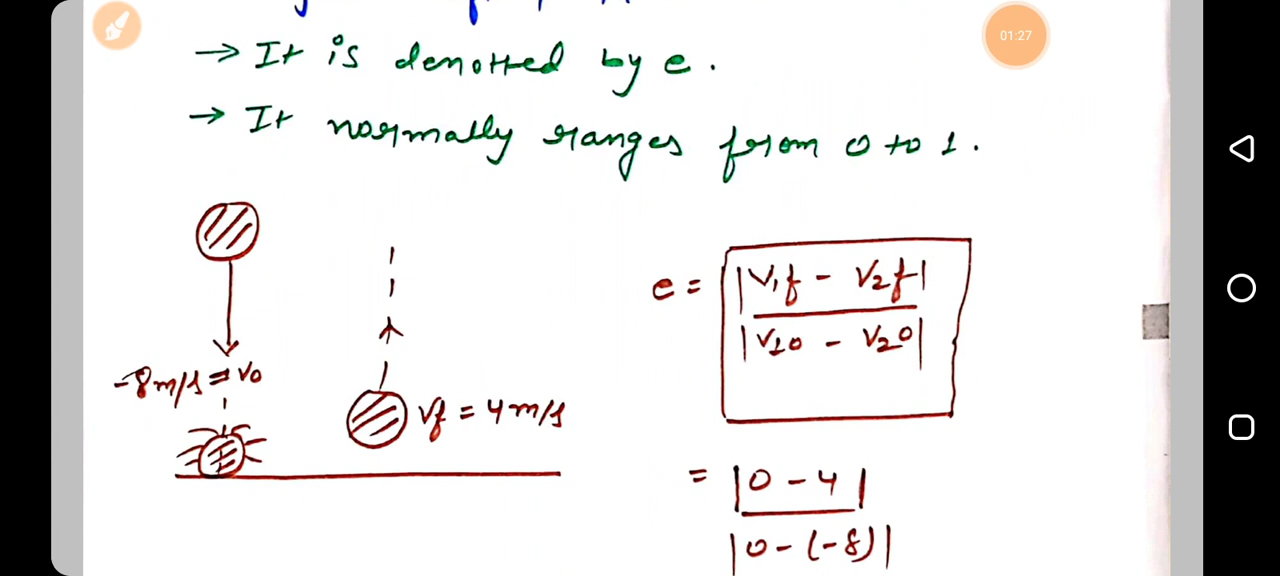 → It is denotted by e.
→ It normally ranges from 0 to 1.
e = |V1f - V2f|
|V10 - V20|
-8m/s = v0
vf = 4m/s
= |0 - 4|
|0 - (-8)|
01:27